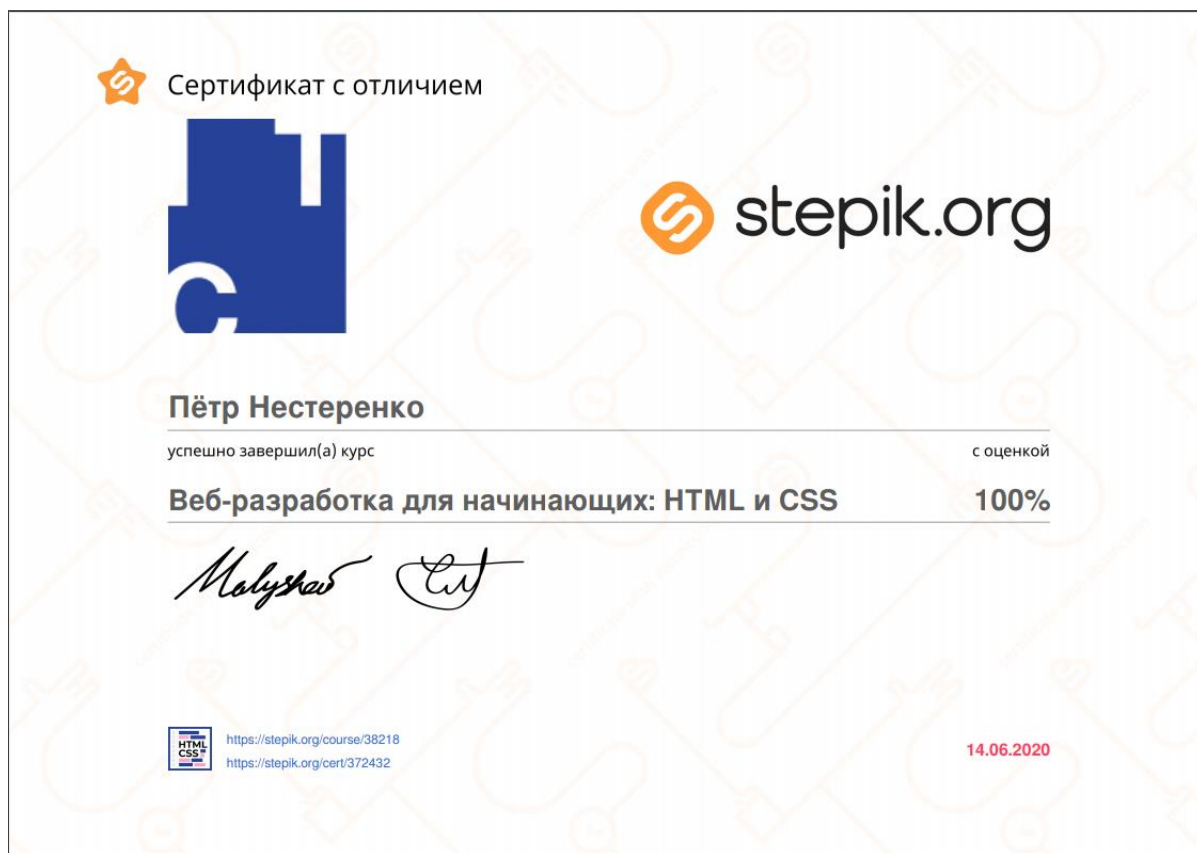 Сертификат с отличием
stepik.org
Пётр Нестеренко
успешно завершил(а) курс
с оценкой
Веб-разработка для начинающих: HTML и CSS
100%
Malyshev
HTML
CSS
https://stepik.org/course/38218
https://stepik.org/cert/372432
14.06.2020